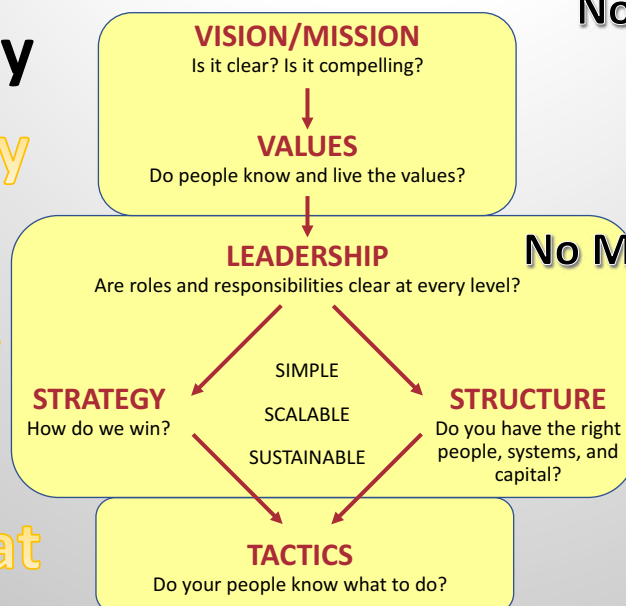 No
y
VISION/MISSION
Is it clear? Is it compelling?
y
VALUES
Do people know and live the values?
LEADERSHIP
No M
Are roles and responsibilities clear at every level?
SIMPLE
STRATEGY
How do we win?
SCALABLE
SUSTAINABLE
STRUCTURE
Do you have the right
people, systems, and
capital?
at
TACTICS
Do your people know what to do?